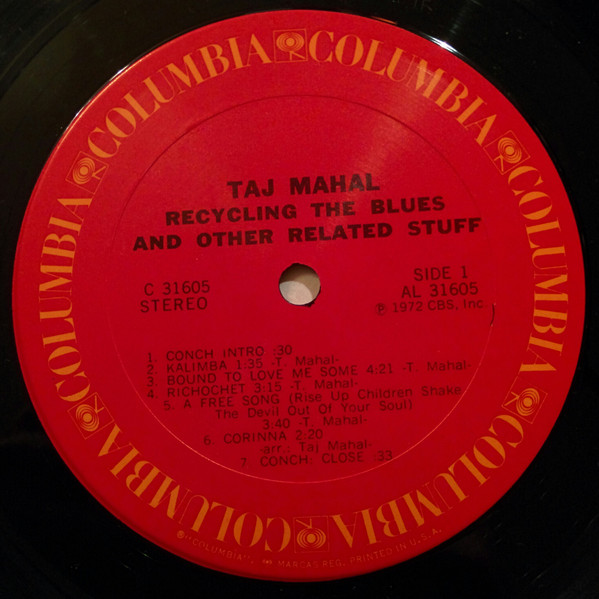 COLUMBIA COLUMBIA COLUMBIA COLUMBIA COLUMBIA COLUMBIA
TAJ MAHAL
RECYCLING THE BLUES
AND OTHER RELATED STUFF
C 31605
STEREO
SIDE 1
AL 31605
℗ 1972 CBS, Inc.
1. CONCH INTRO :30
2. KALIMBA 1:35 -T. Mahal-
3. BOUND TO LOVE ME SOME 4:21 -T. Mahal-
4. RICHOCHET 3:15 -T. Mahal-
5. A FREE SONG (Rise Up Children Shake
The Devil Out Of Your Soul)
3:40 -T. Mahal-
6. CORINNA 2:20
-arr.: Taj Mahal-
7. CONCH: CLOSE :33
®"COLUMBIA", MARCAS REG. PRINTED IN U.S.A.